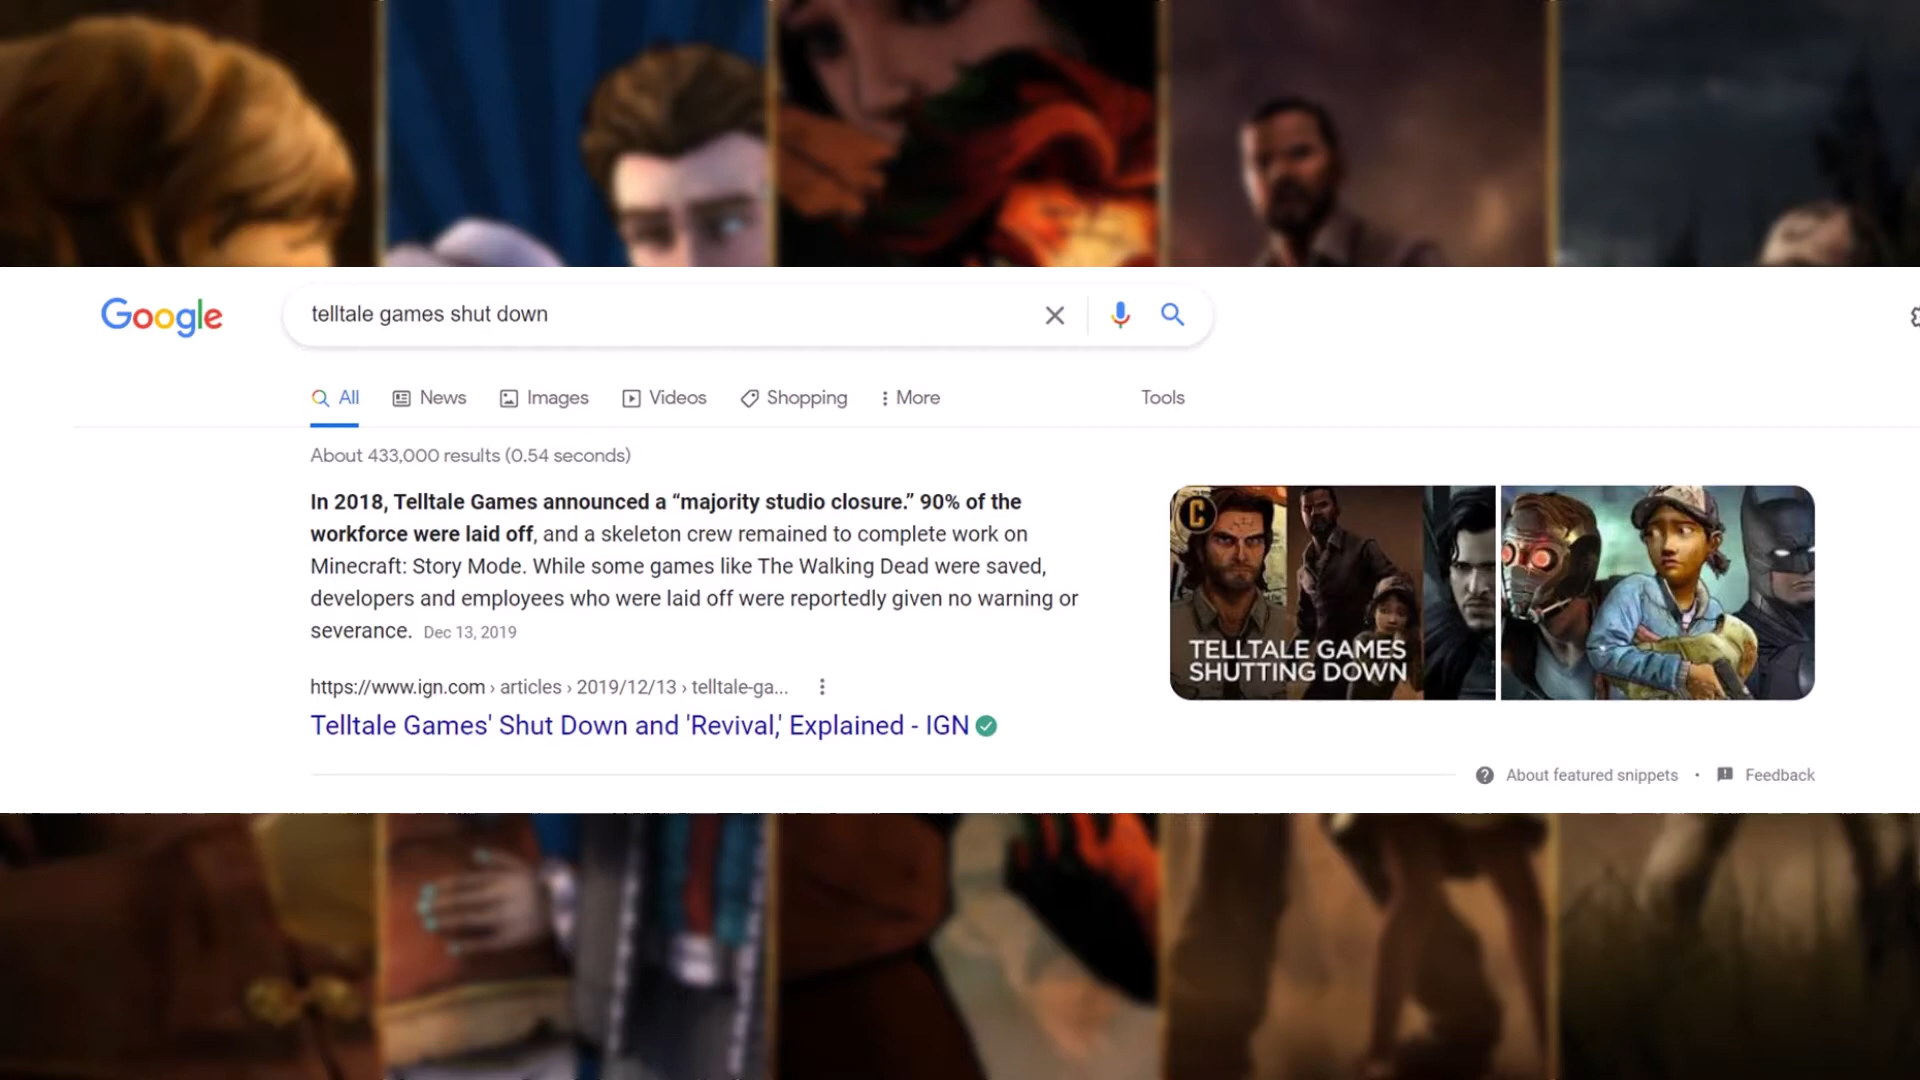 Google
telltale games shut down
All News Images Videos Shopping More Tools
About 433,000 results (0.54 seconds)
In 2018, Telltale Games announced a “majority studio closure.” 90% of the
workforce were laid off, and a skeleton crew remained to complete work on
Minecraft: Story Mode. While some games like The Walking Dead were saved,
developers and employees who were laid off were reportedly given no warning or
severance. Dec 13, 2019
C
TELLTALE GAMES
SHUTTING DOWN
https://www.ign.com › articles › 2019/12/13 › telltale-ga...
Telltale Games' Shut Down and 'Revival,' Explained - IGN
About featured snippets • Feedback